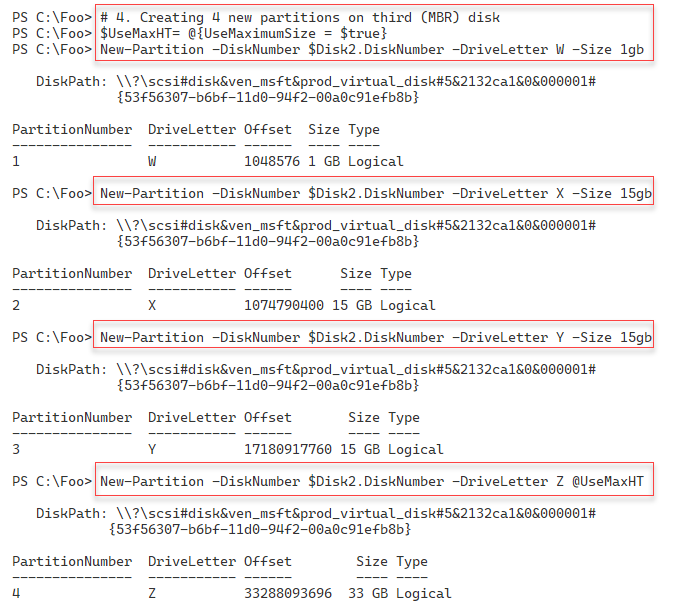 PS C:\Foo> # 4. Creating 4 new partitions on third (MBR) disk
PS C:\Foo> $UseMaxHT= @{UseMaximumSize = $true}
PS C:\Foo> New-Partition -DiskNumber $Disk2.DiskNumber -DriveLetter W -Size 1gb
DiskPath: \\?\scsi#disk&ven_msft&prod_virtual_disk#5&2132ca1&0&000001#
{53f56307-b6bf-11d0-94f2-00a0c91efb8b}
PartitionNumber  DriveLetter Offset  Size Type
---------------  ----------- ------  ---- ----
1                W           1048576 1 GB Logical
PS C:\Foo> New-Partition -DiskNumber $Disk2.DiskNumber -DriveLetter X -Size 15gb
DiskPath: \\?\scsi#disk&ven_msft&prod_virtual_disk#5&2132ca1&0&000001#
{53f56307-b6bf-11d0-94f2-00a0c91efb8b}
PartitionNumber  DriveLetter Offset      Size Type
---------------  ----------- ------      ---- ----
2                X           1074790400 15 GB Logical
PS C:\Foo> New-Partition -DiskNumber $Disk2.DiskNumber -DriveLetter Y -Size 15gb
DiskPath: \\?\scsi#disk&ven_msft&prod_virtual_disk#5&2132ca1&0&000001#
{53f56307-b6bf-11d0-94f2-00a0c91efb8b}
PartitionNumber  DriveLetter Offset       Size Type
---------------  ----------- ------       ---- ----
3                Y           17180917760 15 GB Logical
PS C:\Foo> New-Partition -DiskNumber $Disk2.DiskNumber -DriveLetter Z @UseMaxHT
DiskPath: \\?\scsi#disk&ven_msft&prod_virtual_disk#5&2132ca1&0&000001#
{53f56307-b6bf-11d0-94f2-00a0c91efb8b}
PartitionNumber  DriveLetter Offset        Size Type
---------------  ----------- ------        ---- ----
4                Z           33288093696  33 GB Logical